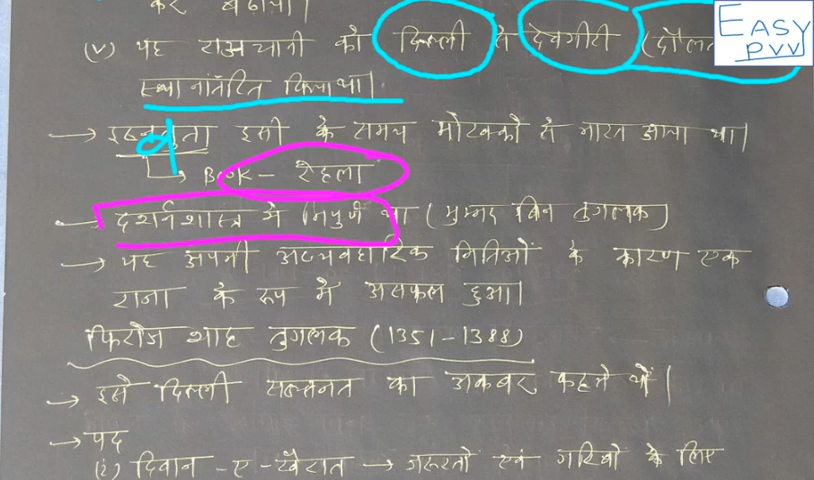 कर बढ़ाया।
(v) यह राजधानी को दिल्ली से देवगीरी (दौलत
स्थानांतरित किया था।
→ इब्नबतुता इसी के समय मोरक्को से भारत आया था।
→ Book - रेहला
→ दर्शनशास्त्र मे निपुर्ण था (मुहम्मद बिन तुगलक)
→ यह अपनी अव्यवहारिक नितिओं के कारण एक
राजा के रूप में असफल हुआ।
फिरोज शाह तुगलक (1351-1388)
→ इसे दिल्ली सल्तनत का अकबर कहते थें।
→ पद
(i) दिवान-ए-खैरात → जरूरतो एवं गरिबो के लिए
EASY
PVV